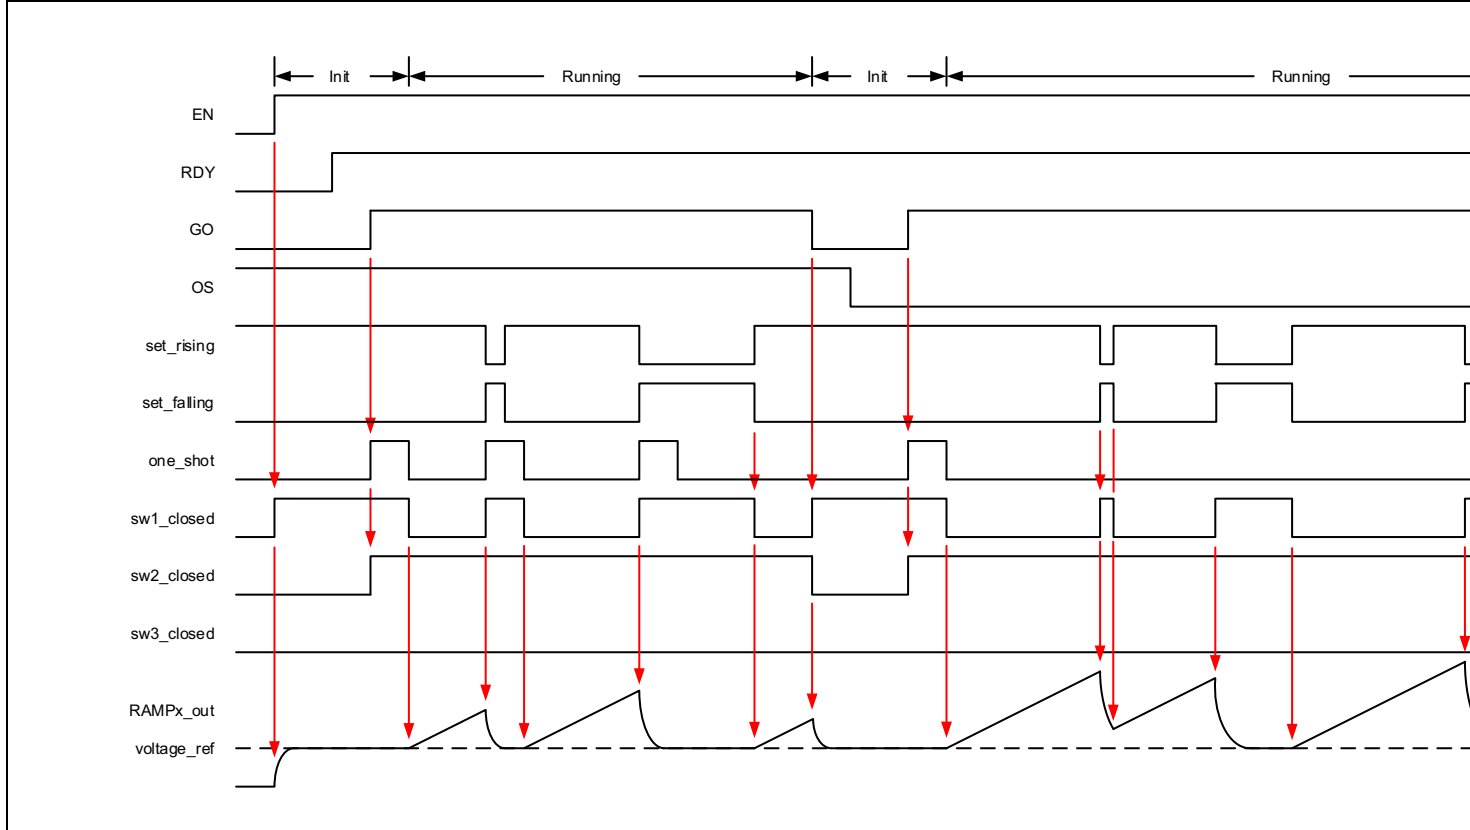 Init Running Init Running
EN
RDY
GO
OS
set_rising
set_falling
one_shot
sw1_closed
sw2_closed
sw3_closed
RAMPx_out
voltage_ref